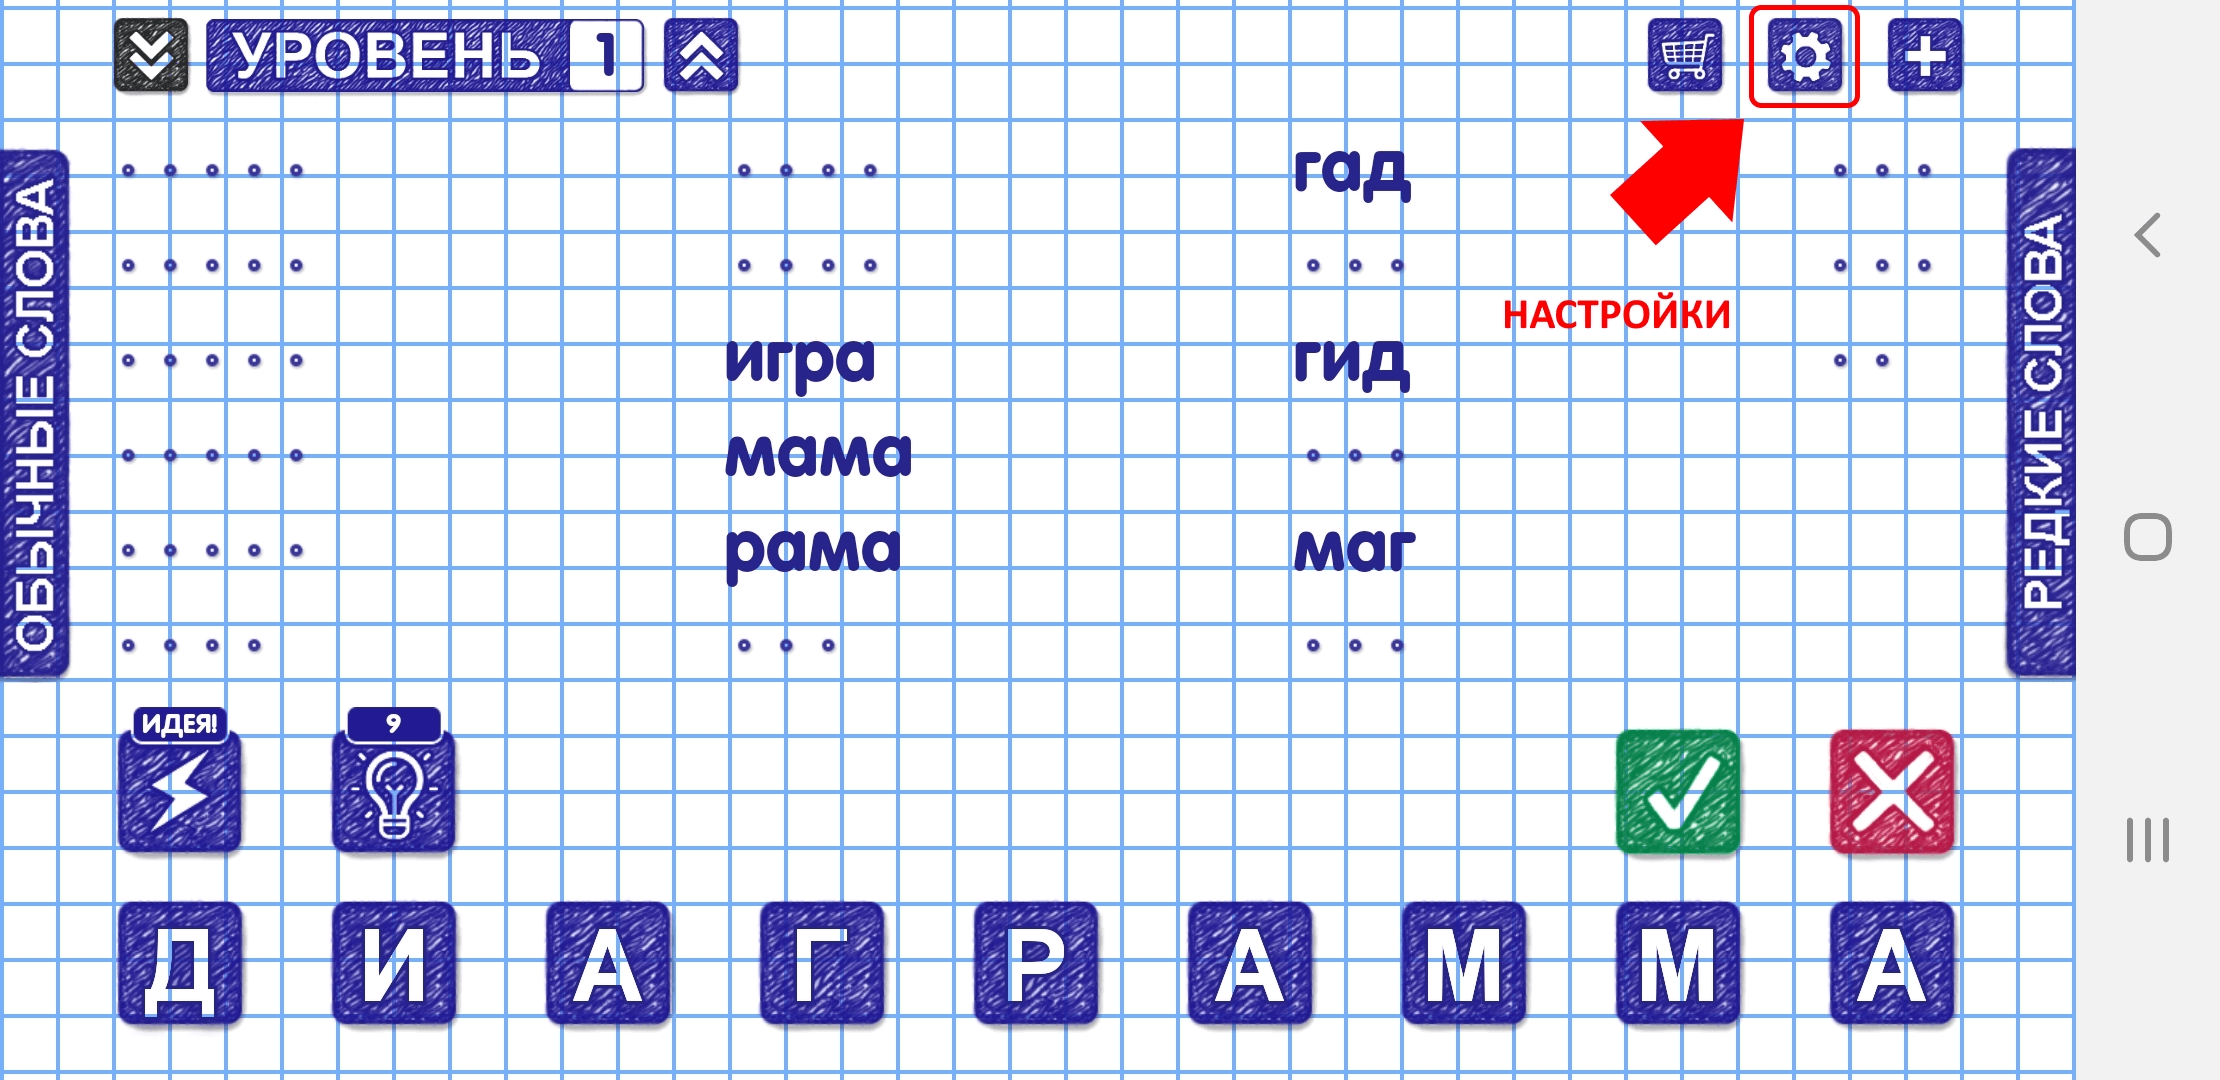 УРОВЕНЬ 1
ОБЫЧНЫЕ СЛОВА
РЕДКИЕ СЛОВА
гад
НАСТРОЙКИ
игра
гид
мама
рама
маг
ИДЕЯ!
9
Д И А Г Р А М М А